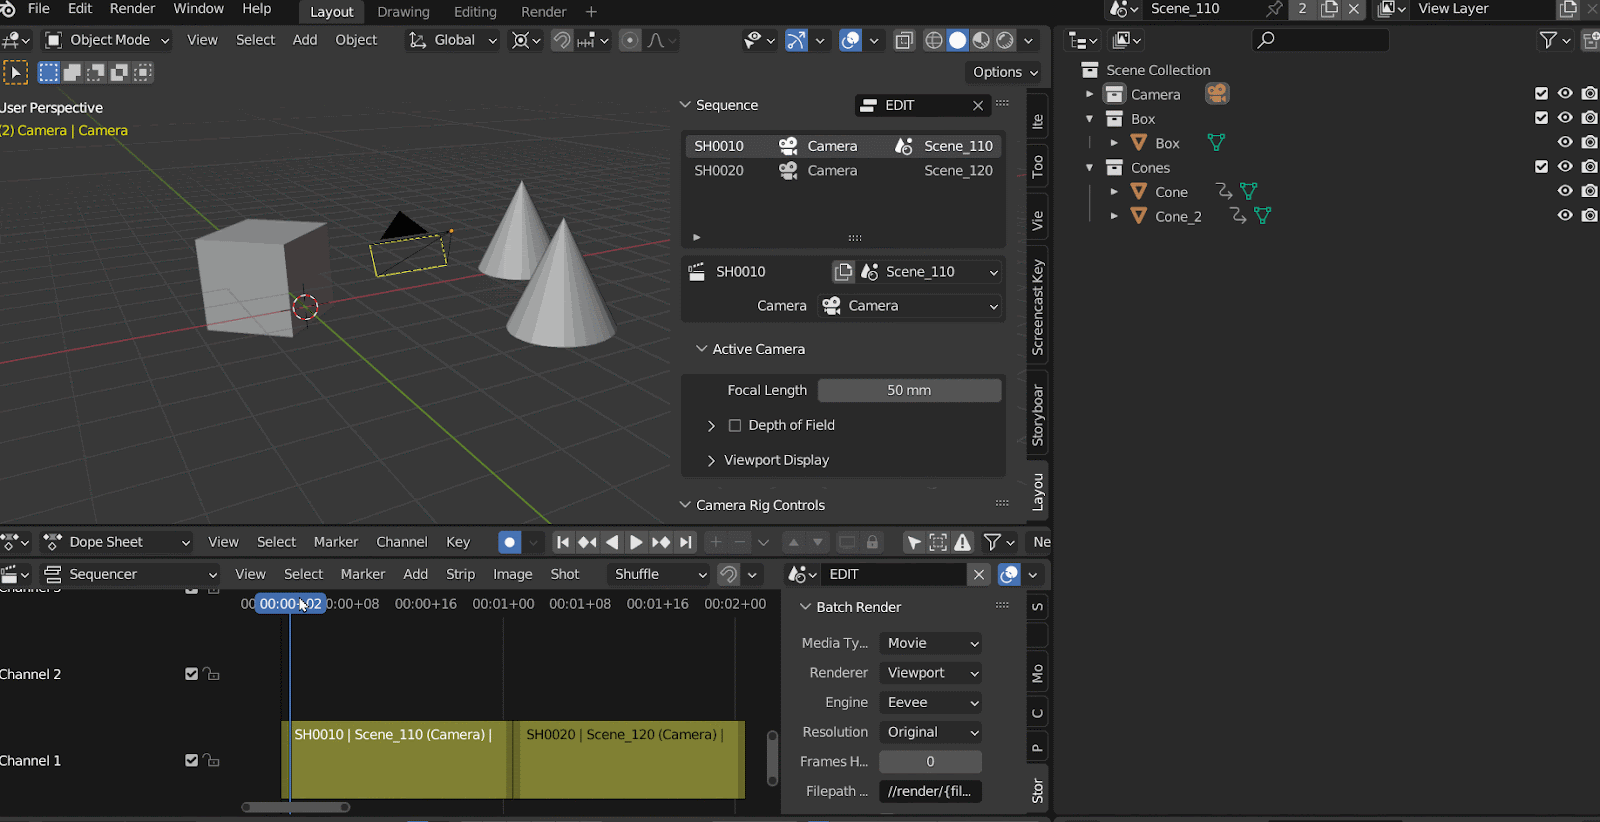 File Edit Render Window Help Layout Drawing Editing Render + Scene_110 2 View Layer
Object Mode View Select Add Object Global
Options
User Perspective
(2) Camera | Camera
Sequence EDIT
SH0010 Camera Scene_110
SH0020 Camera Scene_120
SH0010 Scene_110
Camera Camera
Active Camera
Focal Length 50 mm
Depth of Field
Viewport Display
Camera Rig Controls
Ite
Too
Vie
Screencast Key
Storyboar
Layou
Scene Collection
Camera
Box
Box
Cones
Cone
Cone_2
Dope Sheet View Select Marker Channel Key Ne
Sequencer View Select Marker Add Strip Image Shot Shuffle EDIT
00:00+02 0:00+08 00:00+16 00:01+00 00:01+08 00:01+16 00:02+00
Channel 2
Channel 1
SH0010 | Scene_110 (Camera) | SH0020 | Scene_120 (Camera) |
Batch Render
Media Ty... Movie
Renderer Viewport
Engine Eevee
Resolution Original
Frames H... 0
Filepath ... //render/{fil...
S
Mo
C
P
Stor